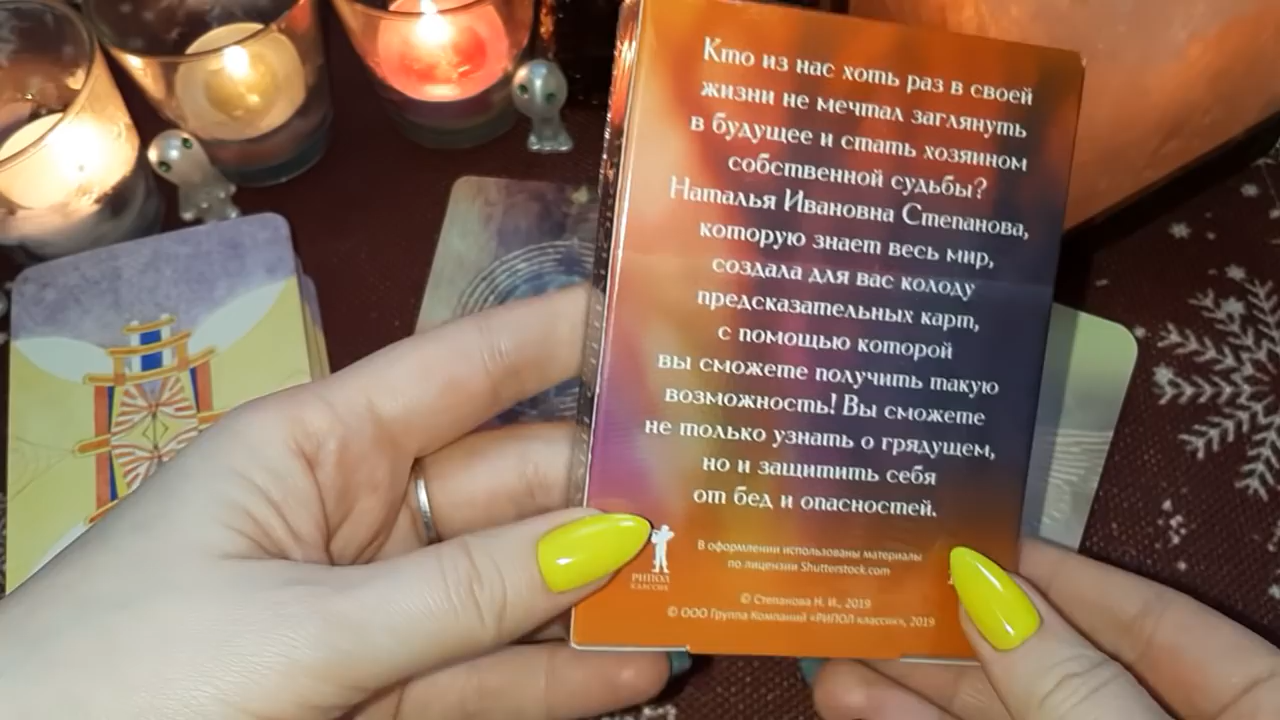 Кто из нас хоть раз в своей
жизни не мечтал заглянуть
в будущее и стать хозяином
собственной судьбы?
Наталья Ивановна Степанова,
которую знает весь мир,
создала для вас колоду
предсказательных карт,
с помощью которой
вы сможете получить такую
возможность! Вы сможете
не только узнать о грядущем,
но и защитить себя
от бед и опасностей.
В оформлении использованы материалы
по лицензии Shutterstock.com
РИПОЛ
КЛАССИК
© Степанова Н. И., 2019
© ООО Группа Компаний «РИПОЛ классик», 2019